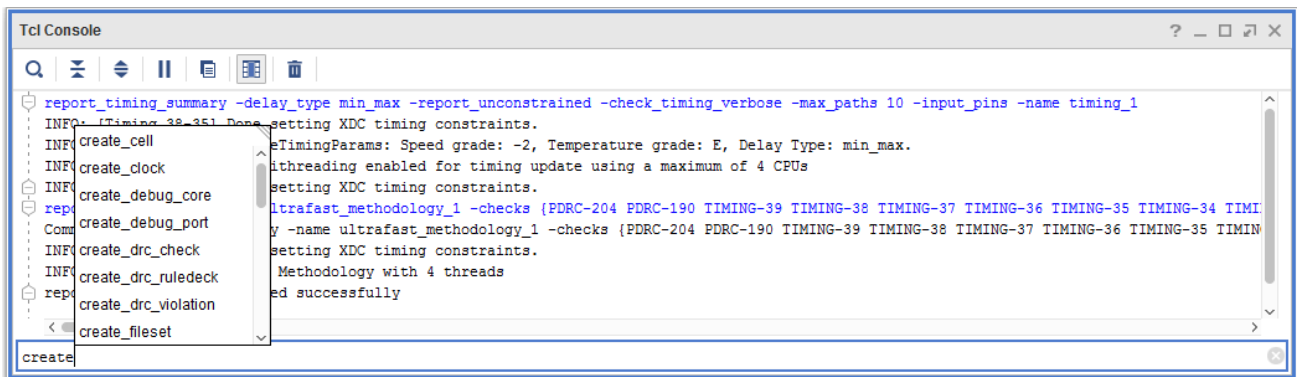 Tcl Console
report_timing_summary -delay_type min_max -report_unconstrained -check_timing_verbose -max_paths 10 -input_pins -name timing_1
INFO: [Timing 38-35] Done setting XDC timing constraints.
INFO eTimingParams: Speed grade: -2, Temperature grade: E, Delay Type: min_max.
INFO ithreading enabled for timing update using a maximum of 4 CPUs
INFO setting XDC timing constraints.
repo ltrafast_methodology_1 -checks {PDRC-204 PDRC-190 TIMING-39 TIMING-38 TIMING-37 TIMING-36 TIMING-35 TIMING-34 TIMI
Comm y -name ultrafast_methodology_1 -checks {PDRC-204 PDRC-190 TIMING-39 TIMING-38 TIMING-37 TIMING-36 TIMING-35 TIMIN
INFO setting XDC timing constraints.
INFO Methodology with 4 threads
repo ed successfully
create_cell
create_clock
create_debug_core
create_debug_port
create_drc_check
create_drc_ruledeck
create_drc_violation
create_fileset
create